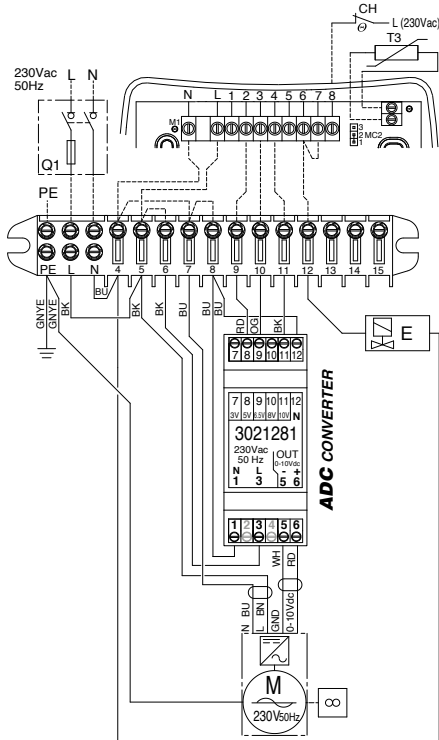 CH
L (230Vac)
T3
230Vac
50Hz
L N
N L 1 2 3 4 5 6 7 8
M1
3
2 MC2
1
Q1
PE
PE L N 4 5 6 7 8 9 10 11 12 13 14 15
GNYE
GNYE
BK
BU
BK
BU
BU
BU
RD
OG
BK
E
7 8 9 10 11 12
7 8 9 10 11 12
3V 5V 6.5V 8V 10V N
3021281
230Vac
50 Hz
OUT
0-10Vdc
N L - +
1 3 5 6
ADC CONVERTER
1 2 3 4 5 6
WH
RD
N BU
L BN
GND
0-10Vdc
M
230V50Hz
8